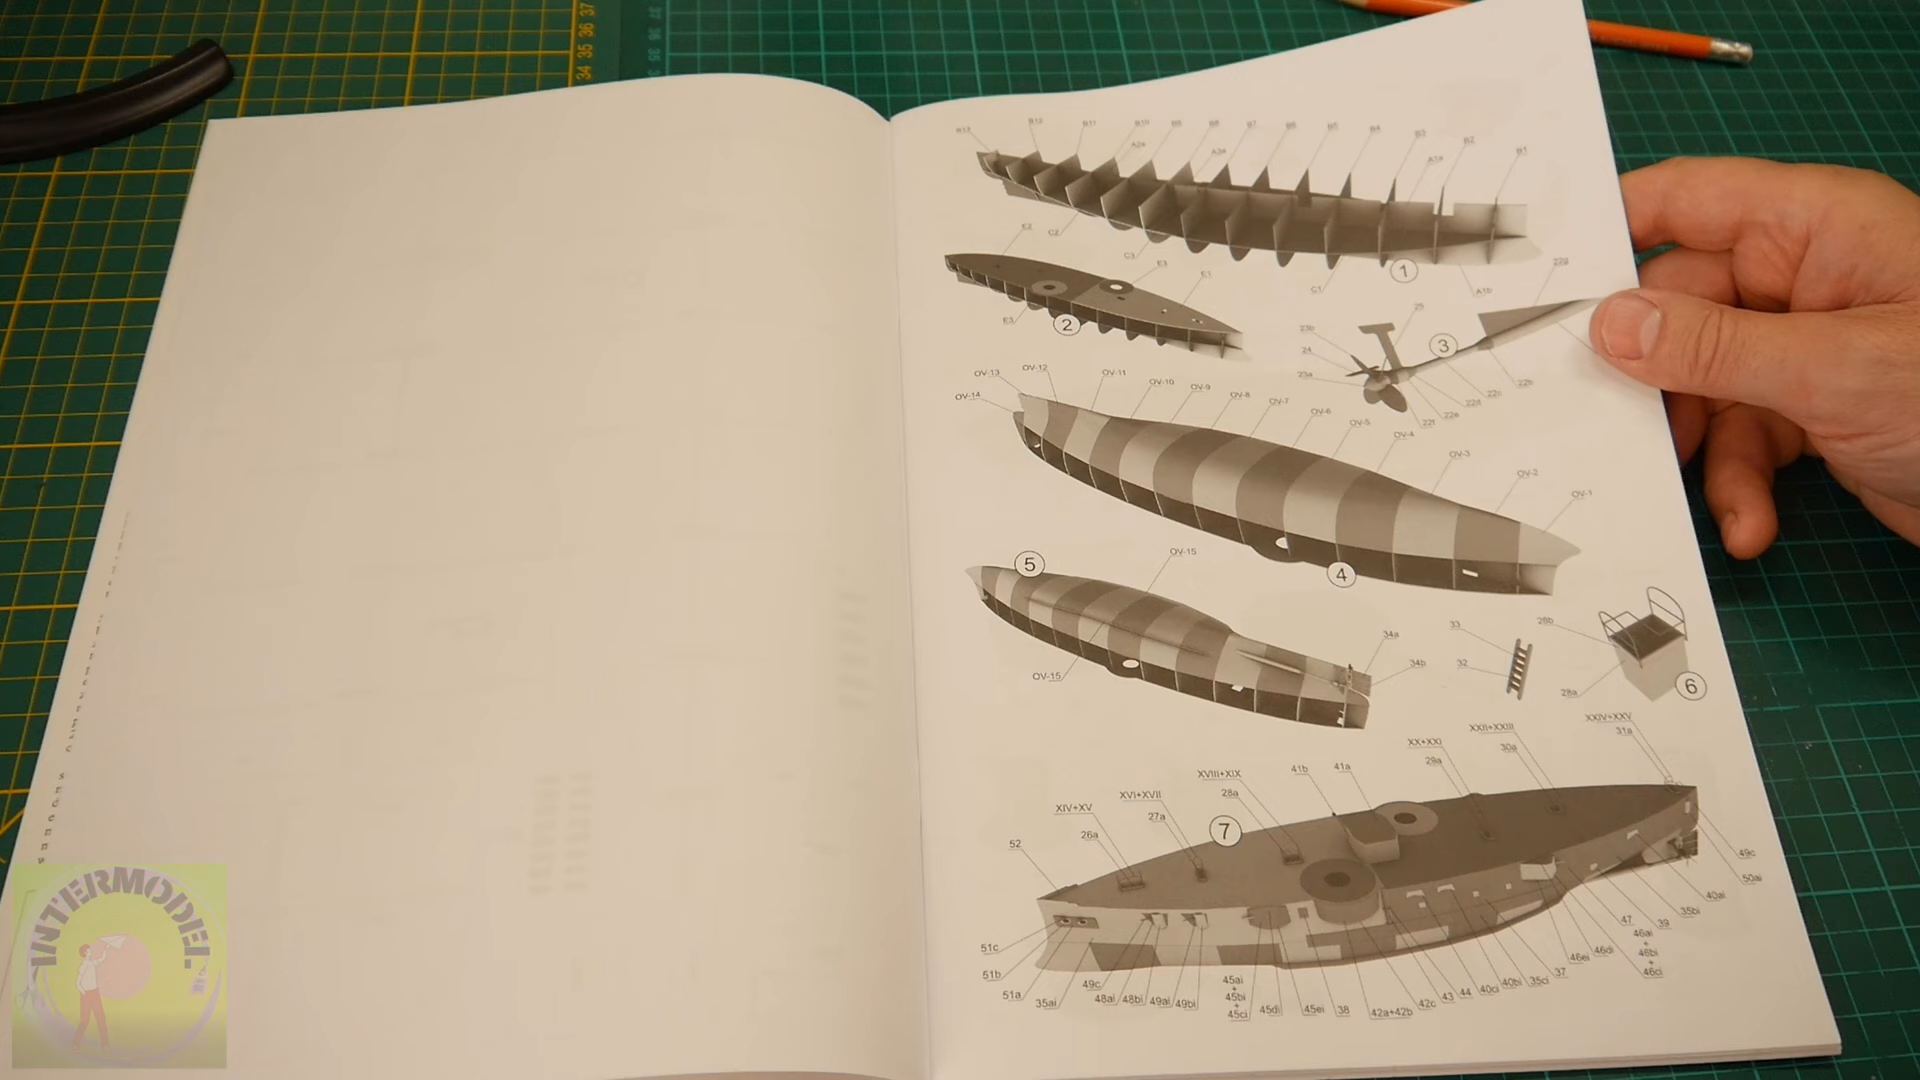 37
36
35
34
B13
B12
B11
B10
B9
B8
B7
B6
B5
B4
B3
B2
B1
A2a
A3a
A1a
C2
C3
C1
A1b
1
E2
E3
E1
E3
2
22g
25
23b
24
23a
3
22h
22c
22d
22e
22f
OV-14
OV-13
OV-12
OV-11
OV-10
OV-9
OV-8
OV-7
OV-6
OV-5
OV-4
OV-3
OV-2
OV-1
4
5
OV-15
OV-15
34a
34b
33
32
28b
28a
6
XIV+XV
26a
XVI+XVII
27a
XVIII+XIX
28a
41b
41a
XX+XXI
29a
XXII+XXIII
30a
XXIV+XXV
31a
52
7
51c
51b
51a
35ai
49c
48ai
48bi
49ai
49bi
45ai
+
45bi
+
45ci
45di
45ei
38
42a+42b
42c
43
44
40ci
40bi
35ci
37
46ei
46di
46ai
+
46bi
+
46ci
47
39
35bi
40ai
50ai
49c
INTERMODEL